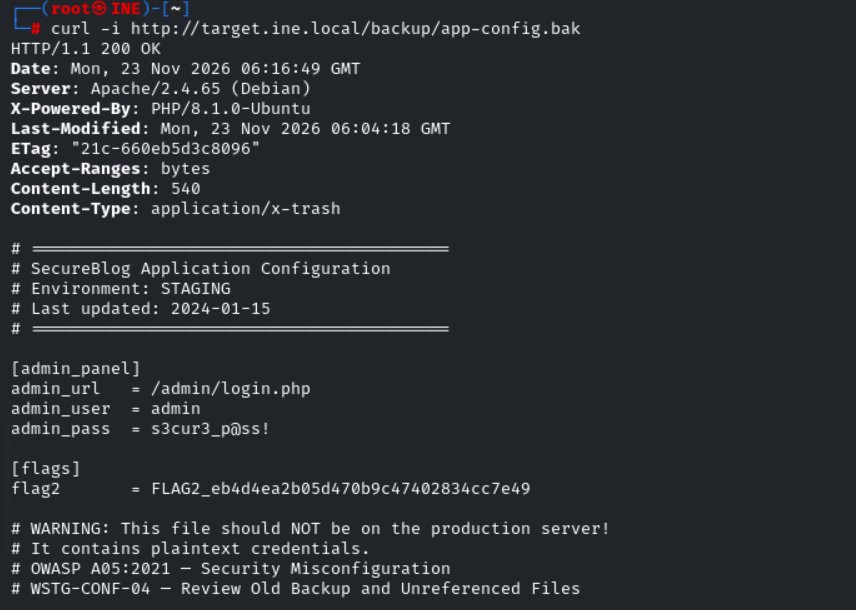 ┌──(root㉿INE)-[~]
└─# curl -i http://target.ine.local/backup/app-config.bak
HTTP/1.1 200 OK
Date: Mon, 23 Nov 2026 06:16:49 GMT
Server: Apache/2.4.65 (Debian)
X-Powered-By: PHP/8.1.0-Ubuntu
Last-Modified: Mon, 23 Nov 2026 06:04:18 GMT
ETag: "21c-660eb5d3c8096"
Accept-Ranges: bytes
Content-Length: 540
Content-Type: application/x-trash

# ==========================================
# SecureBlog Application Configuration
# Environment: STAGING
# Last updated: 2024-01-15
# ==========================================

[admin_panel]
admin_url   = /admin/login.php
admin_user  = admin
admin_pass  = s3cur3_p@ss!

[flags]
flag2       = FLAG2_eb4d4ea2b05d470b9c47402834cc7e49

# WARNING: This file should NOT be on the production server!
# It contains plaintext credentials.
# OWASP A05:2021 — Security Misconfiguration
# WSTG-CONF-04 — Review Old Backup and Unreferenced Files